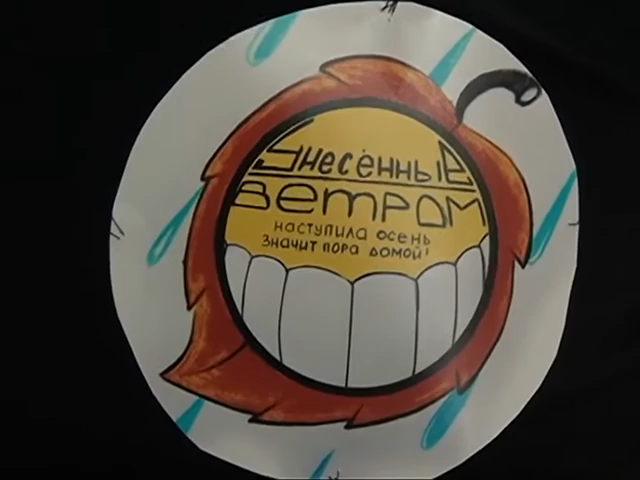 Унесённые
ветром
наступила осень
значит пора домой!